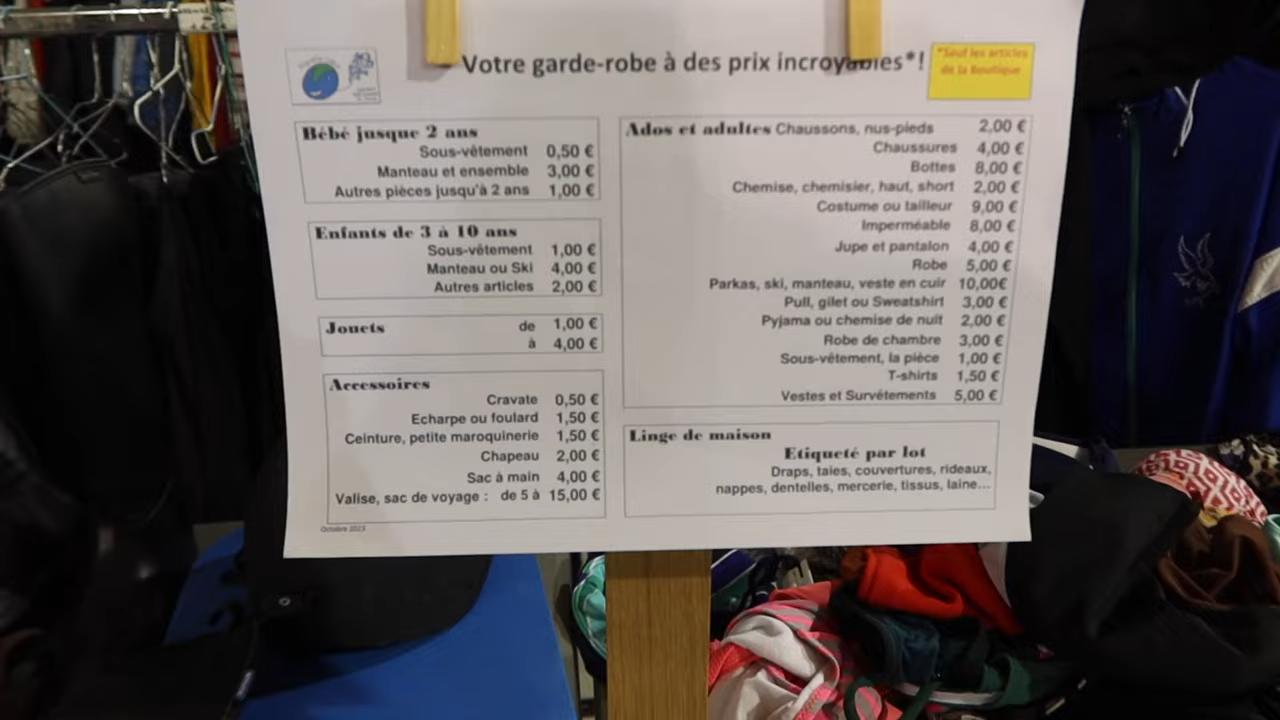 Votre garde-robe à des prix incroyables*!
*Sauf les articles
de la Boutique
Bébé jusque 2 ans
Sous-vêtement 0,50 €
Manteau et ensemble 3,00 €
Autres pièces jusqu'à 2 ans 1,00 €
Enfants de 3 à 10 ans
Sous-vêtement 1,00 €
Manteau ou Ski 4,00 €
Autres articles 2,00 €
Jouets de 1,00 €
à 4,00 €
Accessoires
Cravate 0,50 €
Echarpe ou foulard 1,50 €
Ceinture, petite maroquinerie 1,50 €
Chapeau 2,00 €
Sac à main 4,00 €
Valise, sac de voyage : de 5 à 15,00 €
Octobre 2023
Ados et adultes Chaussons, nus-pieds 2,00 €
Chaussures 4,00 €
Bottes 8,00 €
Chemise, chemisier, haut, short 2,00 €
Costume ou tailleur 9,00 €
Imperméable 8,00 €
Jupe et pantalon 4,00 €
Robe 5,00 €
Parkas, ski, manteau, veste en cuir 10,00€
Pull, gilet ou Sweatshirt 3,00 €
Pyjama ou chemise de nuit 2,00 €
Robe de chambre 3,00 €
Sous-vêtement, la pièce 1,00 €
T-shirts 1,50 €
Vestes et Survêtements 5,00 €
Linge de maison
Etiqueté par lot
Draps, taies, couvertures, rideaux,
nappes, dentelles, mercerie, tissus, laine...